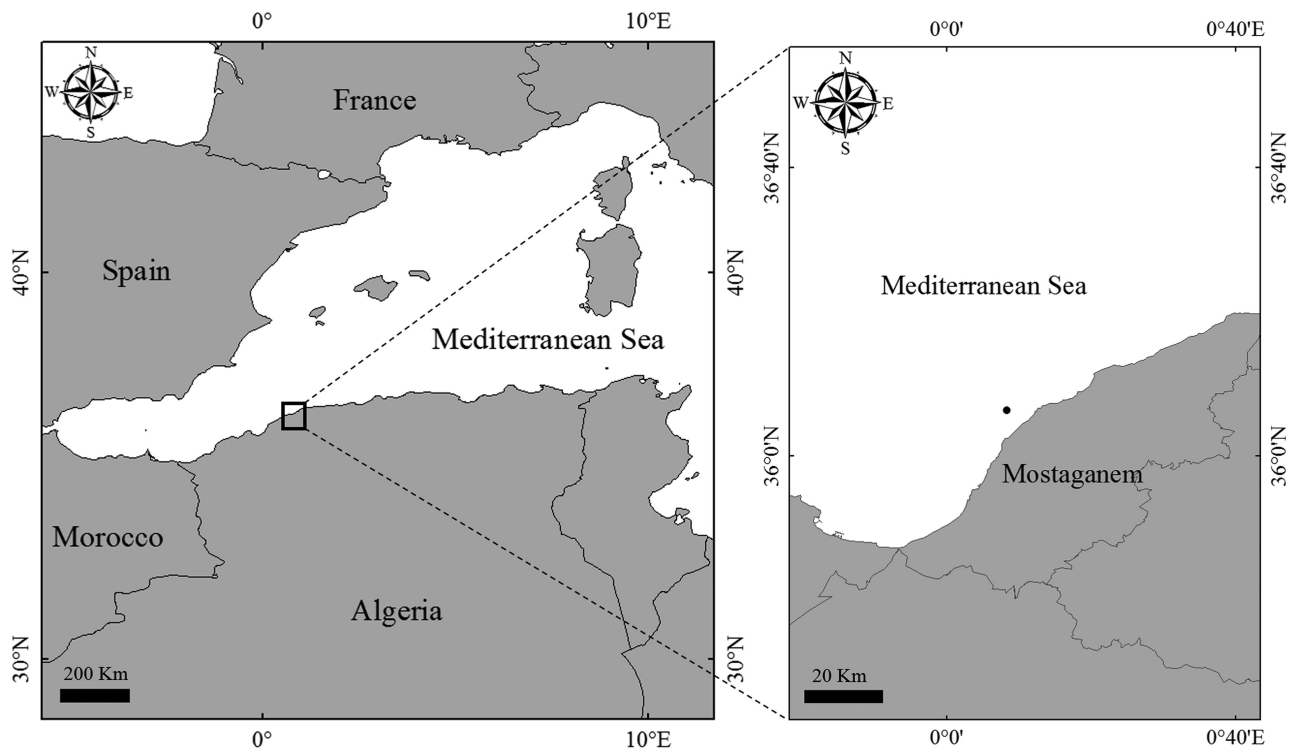 0°
10°E
N
W
E
S
France
Spain
40°N
40°N
Mediterranean Sea
Morocco
Algeria
30°N
30°N
200 Km
0°
10°E
0°0'
0°40'E
N
W
E
S
36°40'N
36°40'N
Mediterranean Sea
36°0'N
36°0'N
Mostaganem
20 Km
0°0'
0°40'E